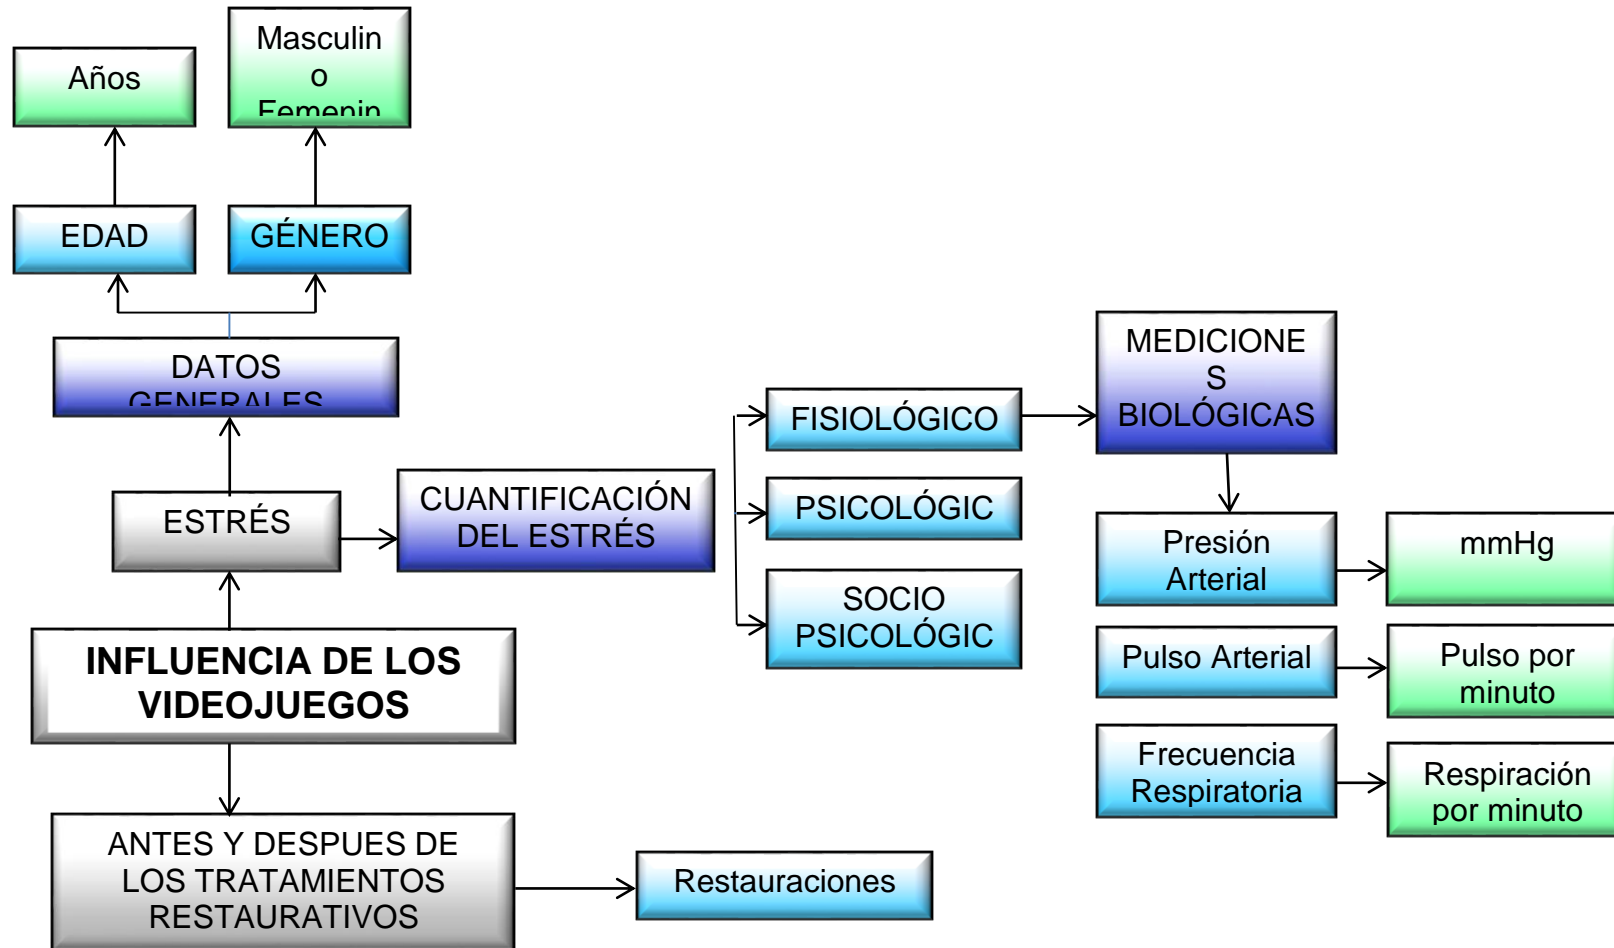 Años
Masculin
o
Femenin
EDAD
GÉNERO
DATOS
GENERALES
ESTRÉS
CUANTIFICACIÓN
DEL ESTRÉS
FISIOLÓGICO
PSICOLÓGIC
SOCIO
PSICOLÓGIC
MEDICIONE
S
BIOLÓGICAS
Presión
Arterial
mmHg
Pulso Arterial
Pulso por
minuto
Frecuencia
Respiratoria
Respiración
por minuto
INFLUENCIA DE LOS
VIDEOJUEGOS
ANTES Y DESPUES DE
LOS TRATAMIENTOS
RESTAURATIVOS
Restauraciones